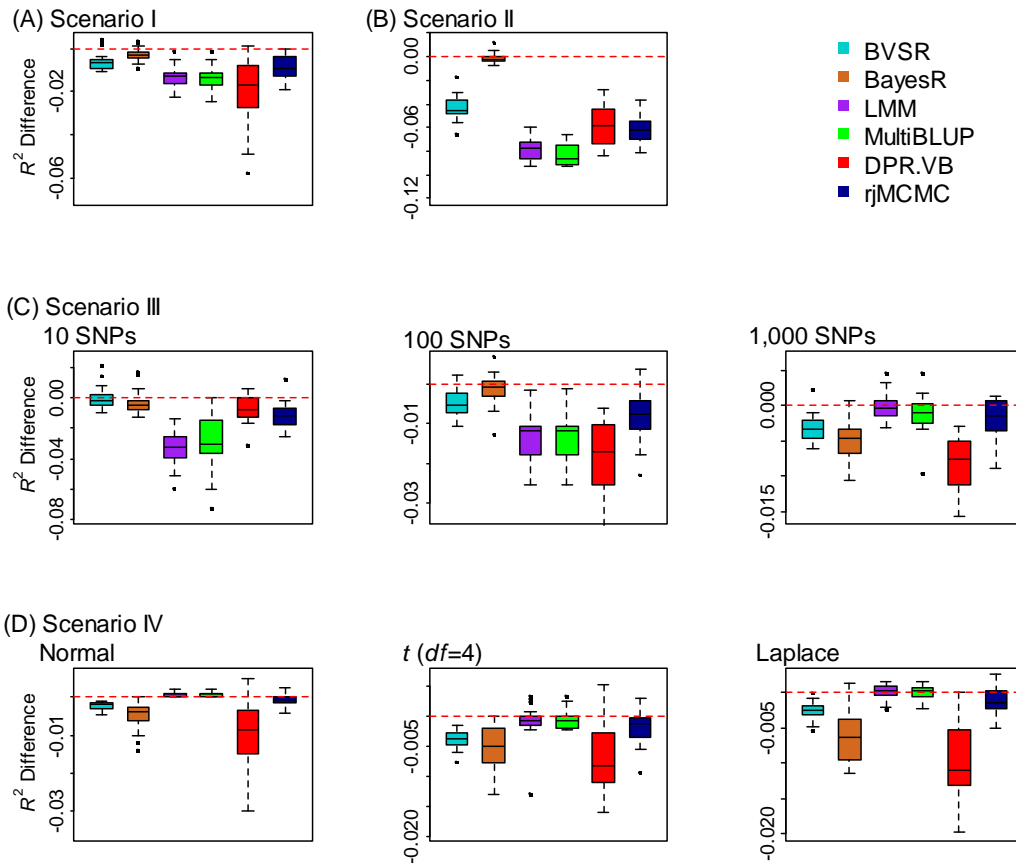 (A) Scenario I
(B) Scenario II
R² Difference
-0.02
-0.06
0.00
-0.06
-0.12
BVSR
BayesR
LMM
MultiBLUP
DPR.VB
rjMCMC
(C) Scenario III
10 SNPs
100 SNPs
1,000 SNPs
R² Difference
0.00
-0.04
-0.08
-0.01
-0.03
0.000
-0.015
(D) Scenario IV
Normal
t (df=4)
Laplace
R² Difference
-0.01
-0.03
-0.005
-0.020
-0.005
-0.020